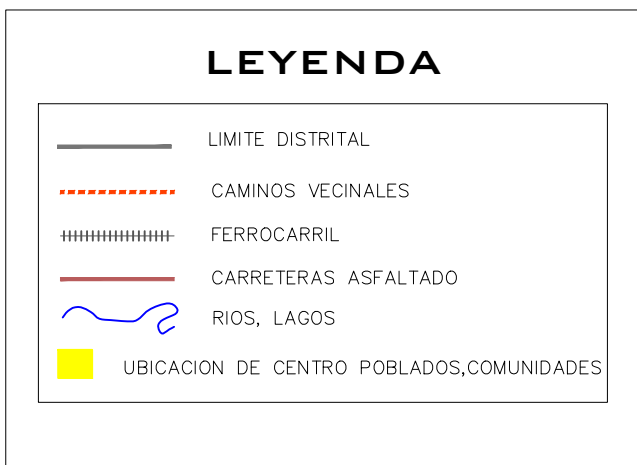 LEYENDA
LIMITE DISTRITAL
CAMINOS VECINALES
FERROCARRIL
CARRETERAS ASFALTADO
RIOS, LAGOS
UBICACION DE CENTRO POBLADOS,COMUNIDADES